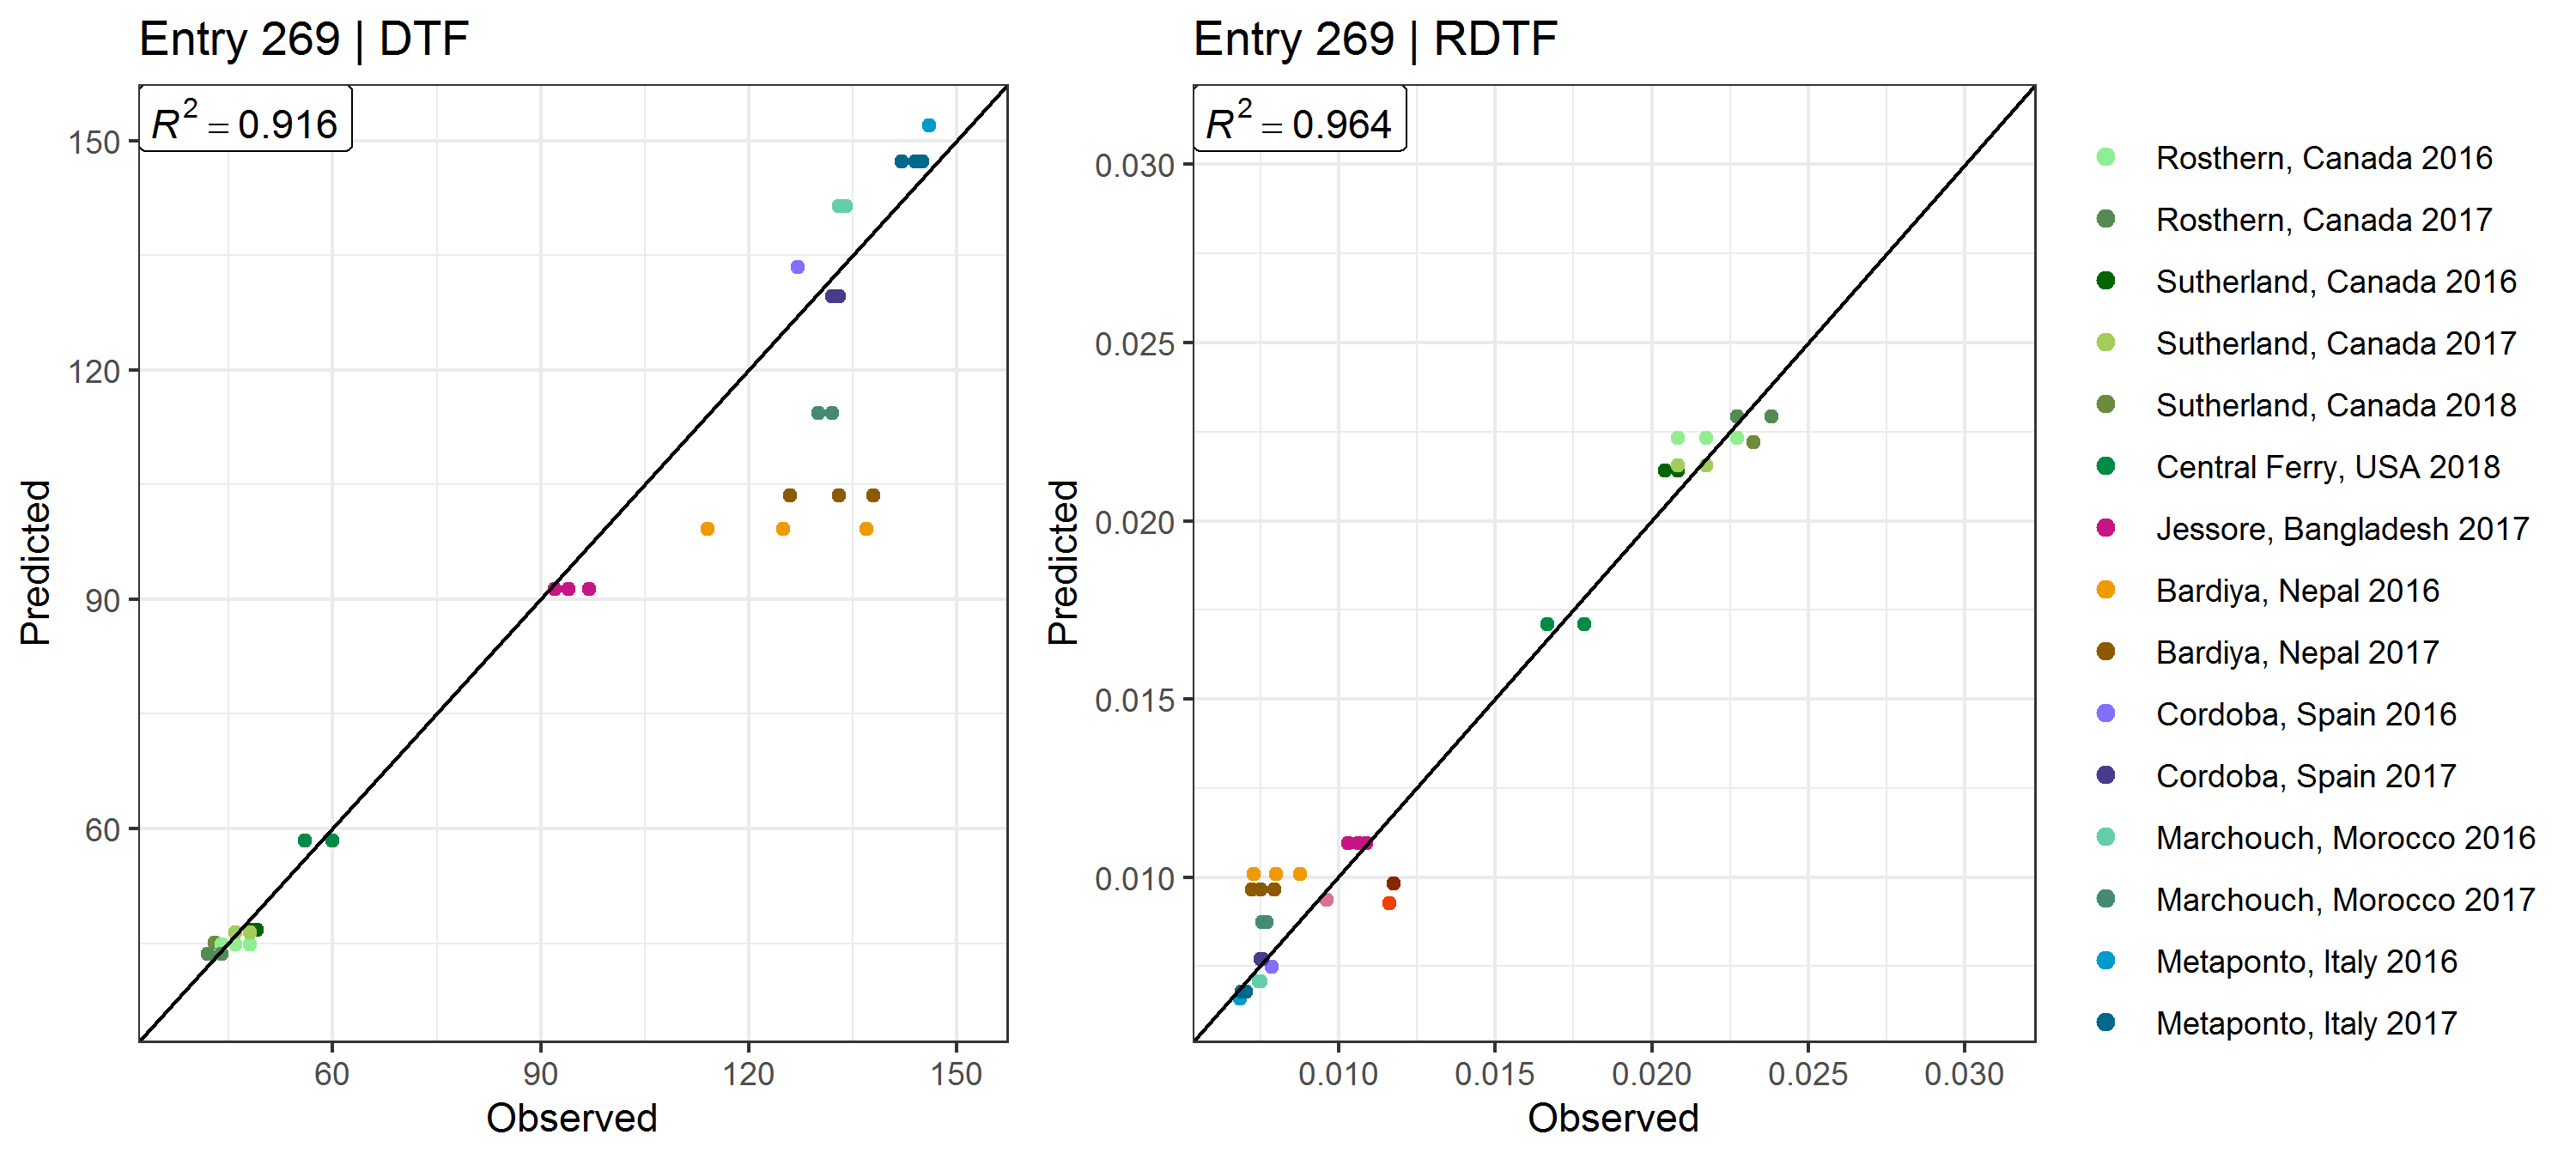 Entry 269 | DTF
R² = 0.916
150
120
90
60
Predicted
60 90 120 150
Observed
Entry 269 | RDTF
R² = 0.964
0.030
0.025
0.020
0.015
0.010
Predicted
0.010 0.015 0.020 0.025 0.030
Observed
Rosthern, Canada 2016
Rosthern, Canada 2017
Sutherland, Canada 2016
Sutherland, Canada 2017
Sutherland, Canada 2018
Central Ferry, USA 2018
Jessore, Bangladesh 2017
Bardiya, Nepal 2016
Bardiya, Nepal 2017
Cordoba, Spain 2016
Cordoba, Spain 2017
Marchouch, Morocco 2016
Marchouch, Morocco 2017
Metaponto, Italy 2016
Metaponto, Italy 2017